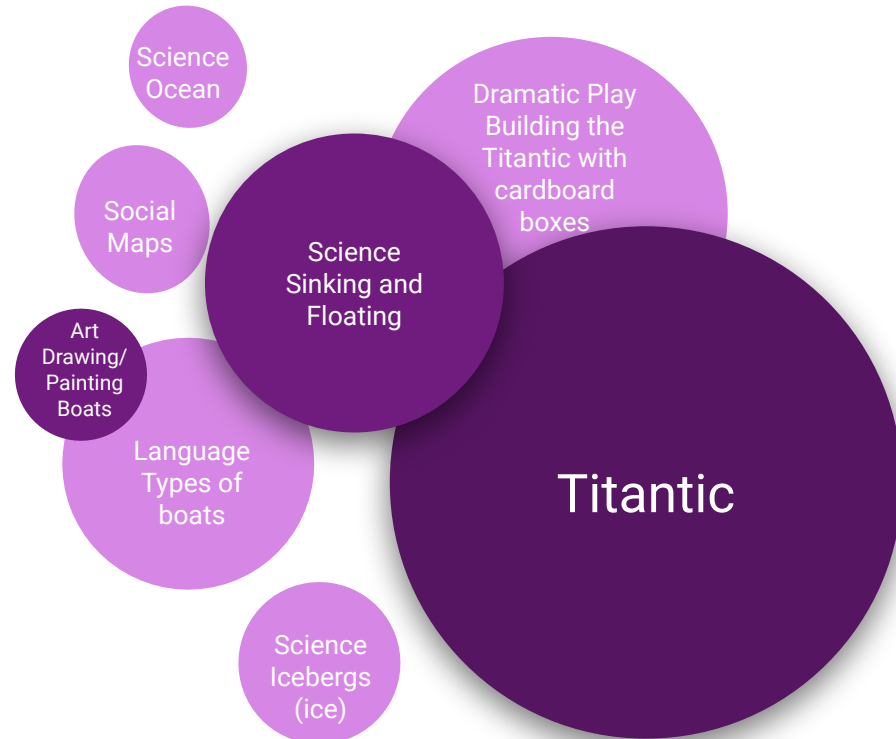 Science
Ocean
Dramatic Play
Building the
Titantic with
cardboard
boxes
Social
Maps
Science
Sinking and
Floating
Art
Drawing/
Painting
Boats
Language
Types of
boats
Titantic
Science
Icebergs
(ice)